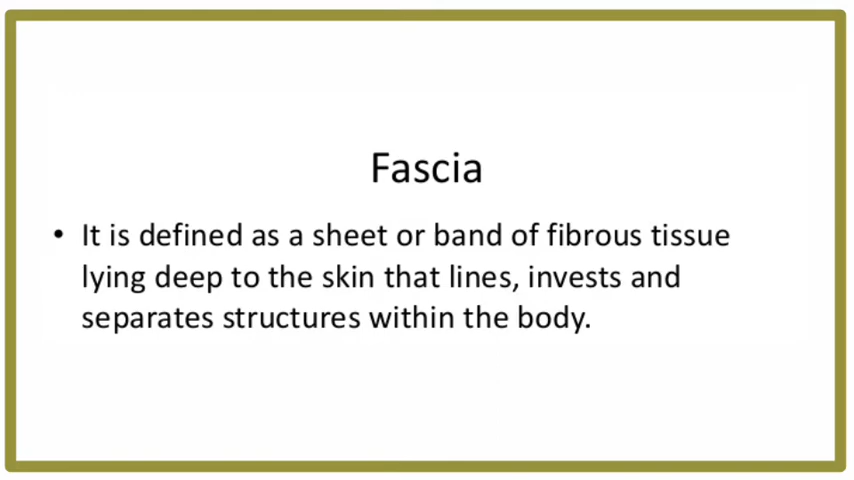 Fascia
• It is defined as a sheet or band of fibrous tissue
lying deep to the skin that lines, invests and
separates structures within the body.